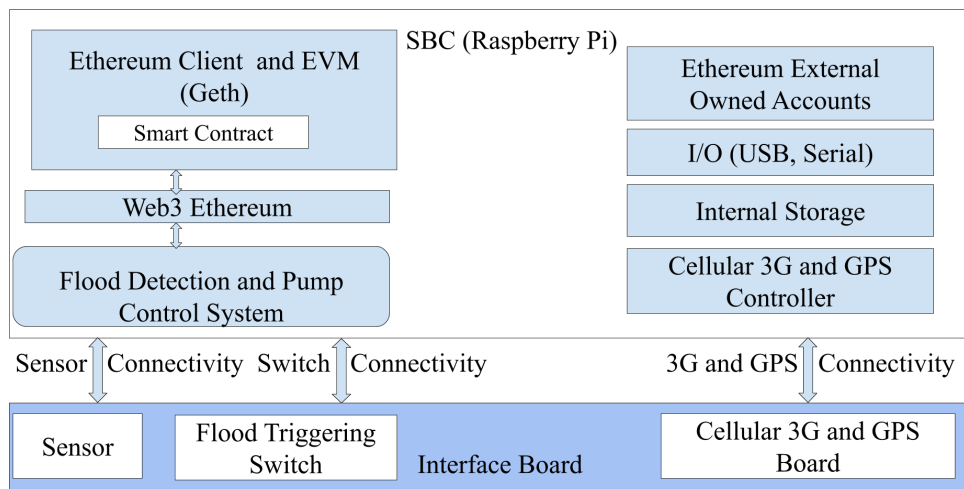 SBC (Raspberry Pi)
Ethereum Client and EVM
(Geth)
Smart Contract
Web3 Ethereum
Flood Detection and Pump
Control System
Ethereum External
Owned Accounts
I/O (USB, Serial)
Internal Storage
Cellular 3G and GPS
Controller
Sensor Connectivity
Switch Connectivity
3G and GPS Connectivity
Sensor
Flood Triggering
Switch
Interface Board
Cellular 3G and GPS
Board